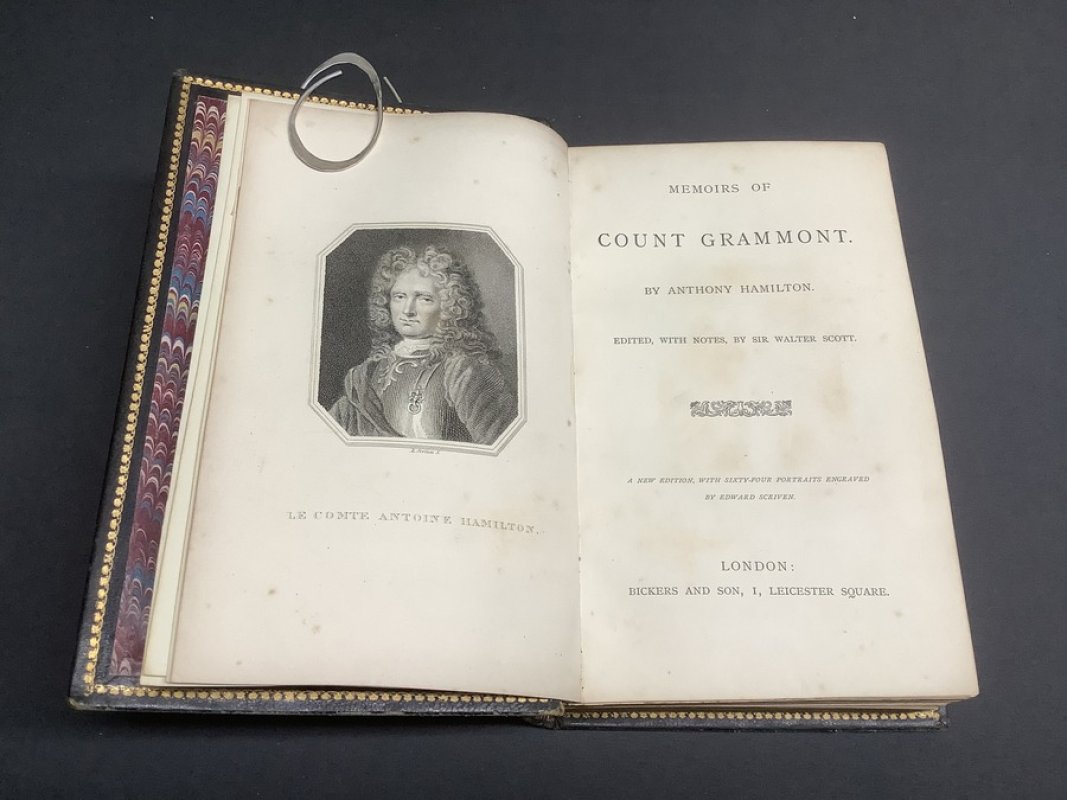 LE COMTE ANTOINE HAMILTON.
MEMOIRS OF
COUNT GRAMMONT.
BY ANTHONY HAMILTON.
EDITED, WITH NOTES, BY SIR WALTER SCOTT.
A NEW EDITION, WITH SIXTY-FOUR PORTRAITS ENGRAVED
BY EDWARD SCRIVEN.
LONDON:
BICKERS AND SON, 1, LEICESTER SQUARE.